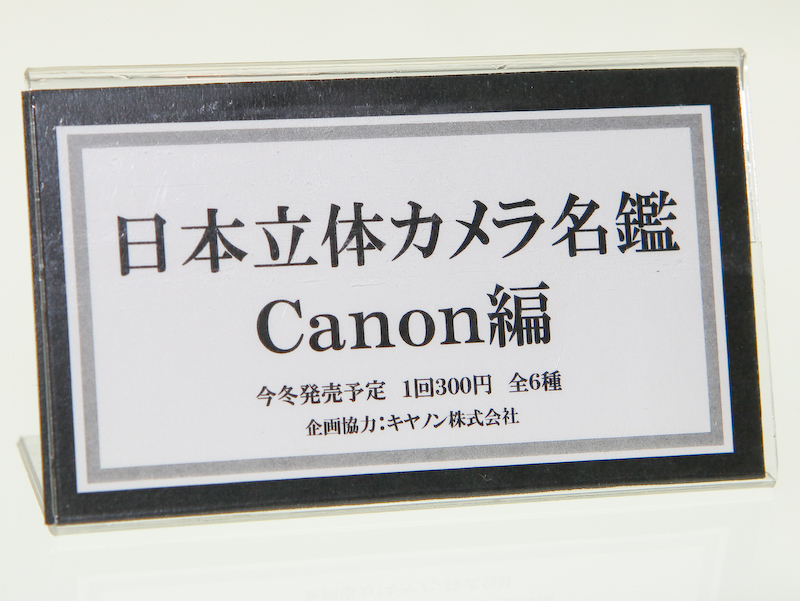 日本立体カメラ名鑑
Canon編
今冬発売予定 1回300円 全6種
企画協力:キヤノン株式会社